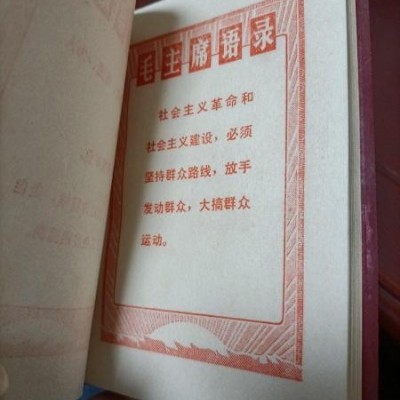 毛主席语录
社会主义革命和
社会主义建设，必须
坚持群众路线，放手
发动群众，大搞群众
运动。